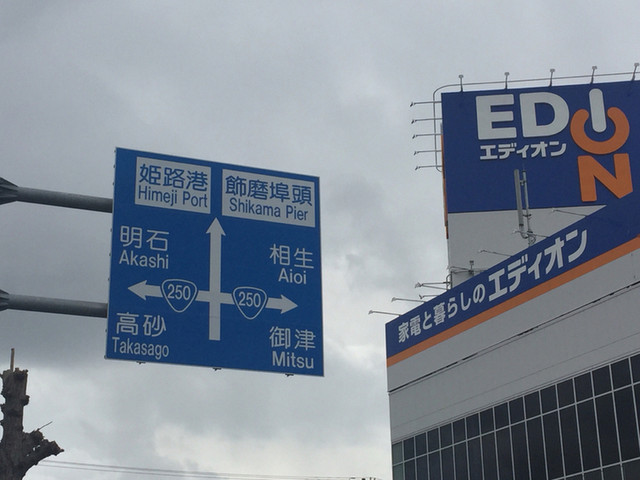 姫路港
Himeji Port
飾磨埠頭
Shikama Pier
明石
Akashi
相生
Aioi
250
250
高砂
Takasago
御津
Mitsu
EDION
エディオン
家電と暮らしのエディオン